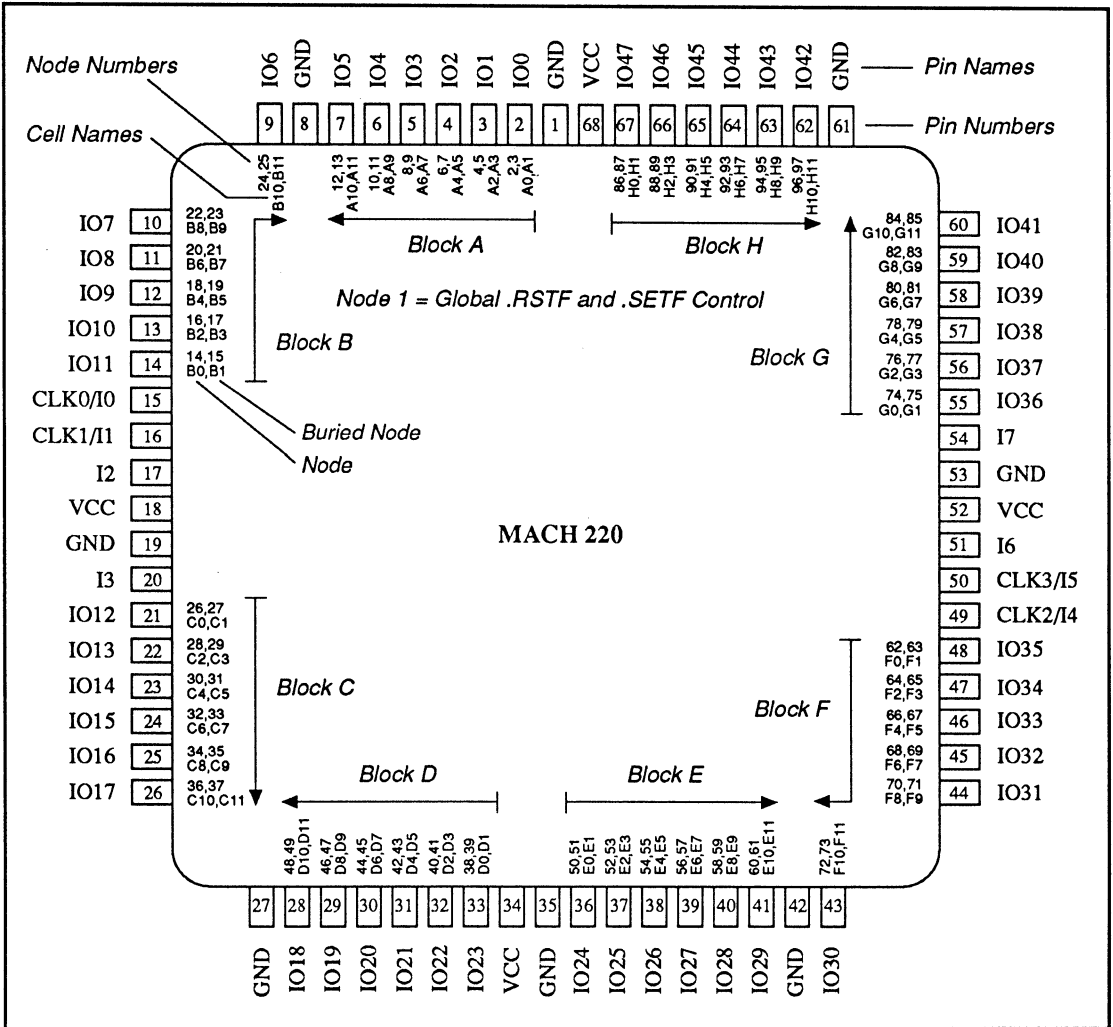 Node Numbers
Cell Names
IO6 GND IO5 IO4 IO3 IO2 IO1 IO0 GND VCC IO47 IO46 IO45 IO44 IO43 IO42 GND
Pin Names
9 8 7 6 5 4 3 2 1 68 67 66 65 64 63 62 61
Pin Numbers
24,25 12,13 10,11 8,9 6,7 4,5 2,3 86,87 88,89 90,91 92,93 94,95 96,97
B10,B11 A10,A11 A8,A9 A6,A7 A4,A5 A2,A3 A0,A1 H0,H1 H2,H3 H4,H5 H6,H7 H8,H9 H10,H11
Block A
Block H
Node 1 = Global .RSTF and .SETF Control
IO7 10 22,23
B8,B9
IO8 11 20,21
B6,B7
IO9 12 18,19
B4,B5
IO10 13 16,17
B2,B3
IO11 14 14,15
B0,B1
Block B
CLK0/I0 15
CLK1/I1 16
Buried Node
Node
I2 17
VCC 18
GND 19
I3 20
84,85 60 IO41
G10,G11
82,83 59 IO40
G8,G9
80,81 58 IO39
G6,G7
78,79 57 IO38
G4,G5
76,77 56 IO37
G2,G3
74,75 55 IO36
G0,G1
Block G
54 I7
53 GND
52 VCC
51 I6
50 CLK3/I5
49 CLK2/I4
MACH 220
IO12 21 26,27
C0,C1
IO13 22 28,29
C2,C3
IO14 23 30,31
C4,C5
IO15 24 32,33
C6,C7
IO16 25 34,35
C8,C9
IO17 26 36,37
C10,C11
Block C
62,63 48 IO35
F0,F1
64,65 47 IO34
F2,F3
66,67 46 IO33
F4,F5
68,69 45 IO32
F6,F7
70,71 44 IO31
F8,F9
Block F
Block D
Block E
48,49 46,47 44,45 42,43 40,41 38,39 50,51 52,53 54,55 56,57 58,59 60,61 72,73
D10,D11 D8,D9 D6,D7 D4,D5 D2,D3 D0,D1 E0,E1 E2,E3 E4,E5 E6,E7 E8,E9 E10,E11 F10,F11
27 28 29 30 31 32 33 34 35 36 37 38 39 40 41 42 43
GND IO18 IO19 IO20 IO21 IO22 IO23 VCC GND IO24 IO25 IO26 IO27 IO28 IO29 GND IO30